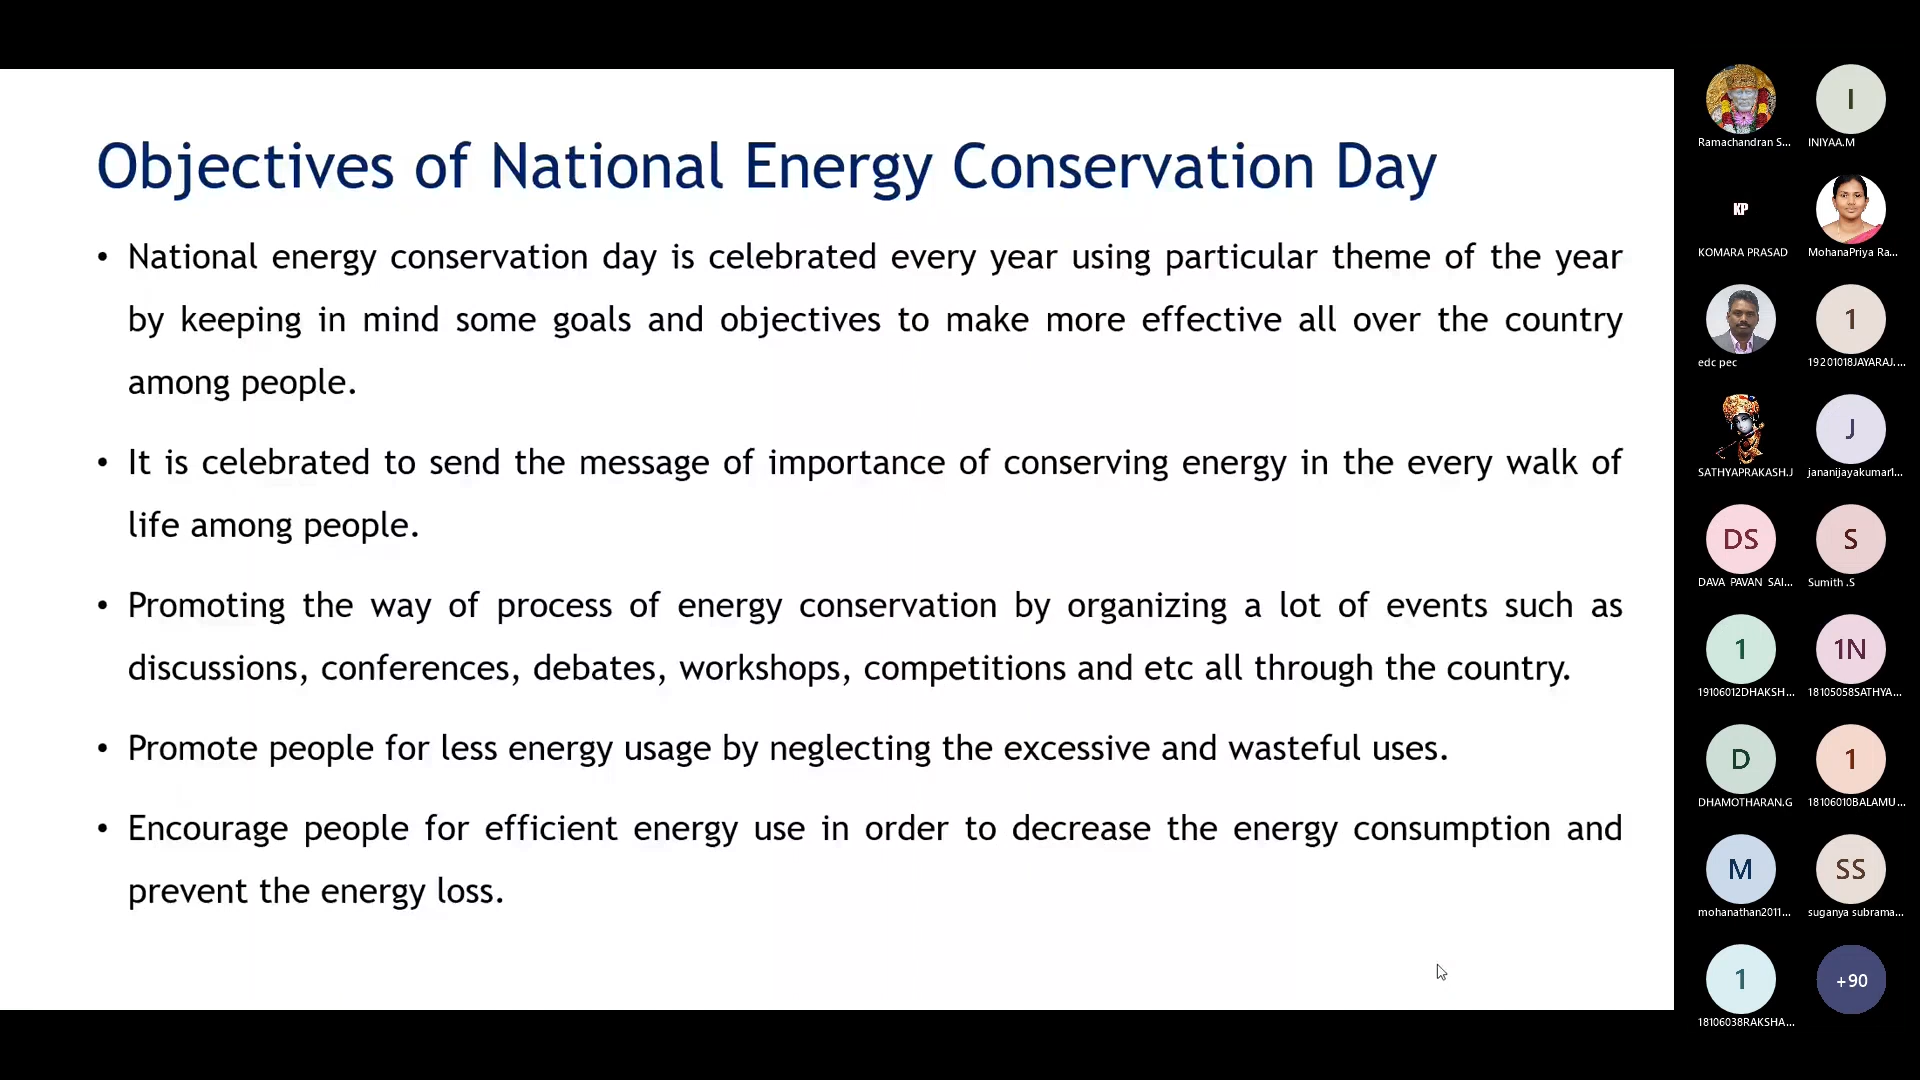 Objectives of National Energy Conservation Day
• National energy conservation day is celebrated every year using particular theme of the year
by keeping in mind some goals and objectives to make more effective all over the country
among people.
• It is celebrated to send the message of importance of conserving energy in the every walk of
life among people.
• Promoting the way of process of energy conservation by organizing a lot of events such as
discussions, conferences, debates, workshops, competitions and etc all through the country.
• Promote people for less energy usage by neglecting the excessive and wasteful uses.
• Encourage people for efficient energy use in order to decrease the energy consumption and
prevent the energy loss.
I
Ramachandran S...
INIYAA.M
KP
KOMARA PRASAD
MohanaPriya Ra...
1
edc pec
19201018JAYARAJ....
J
SATHYAPRAKASH.J
jananijayakumar1...
DS
S
DAVA PAVAN SAI...
Sumith .S
1
1N
19106012DHAKSH...
18105058SATHYA...
D
1
DHAMOTHARAN.G
18106010BALAMU...
M
SS
mohanathan2011...
suganya subrama...
1
+90
18106038RAKSHA...